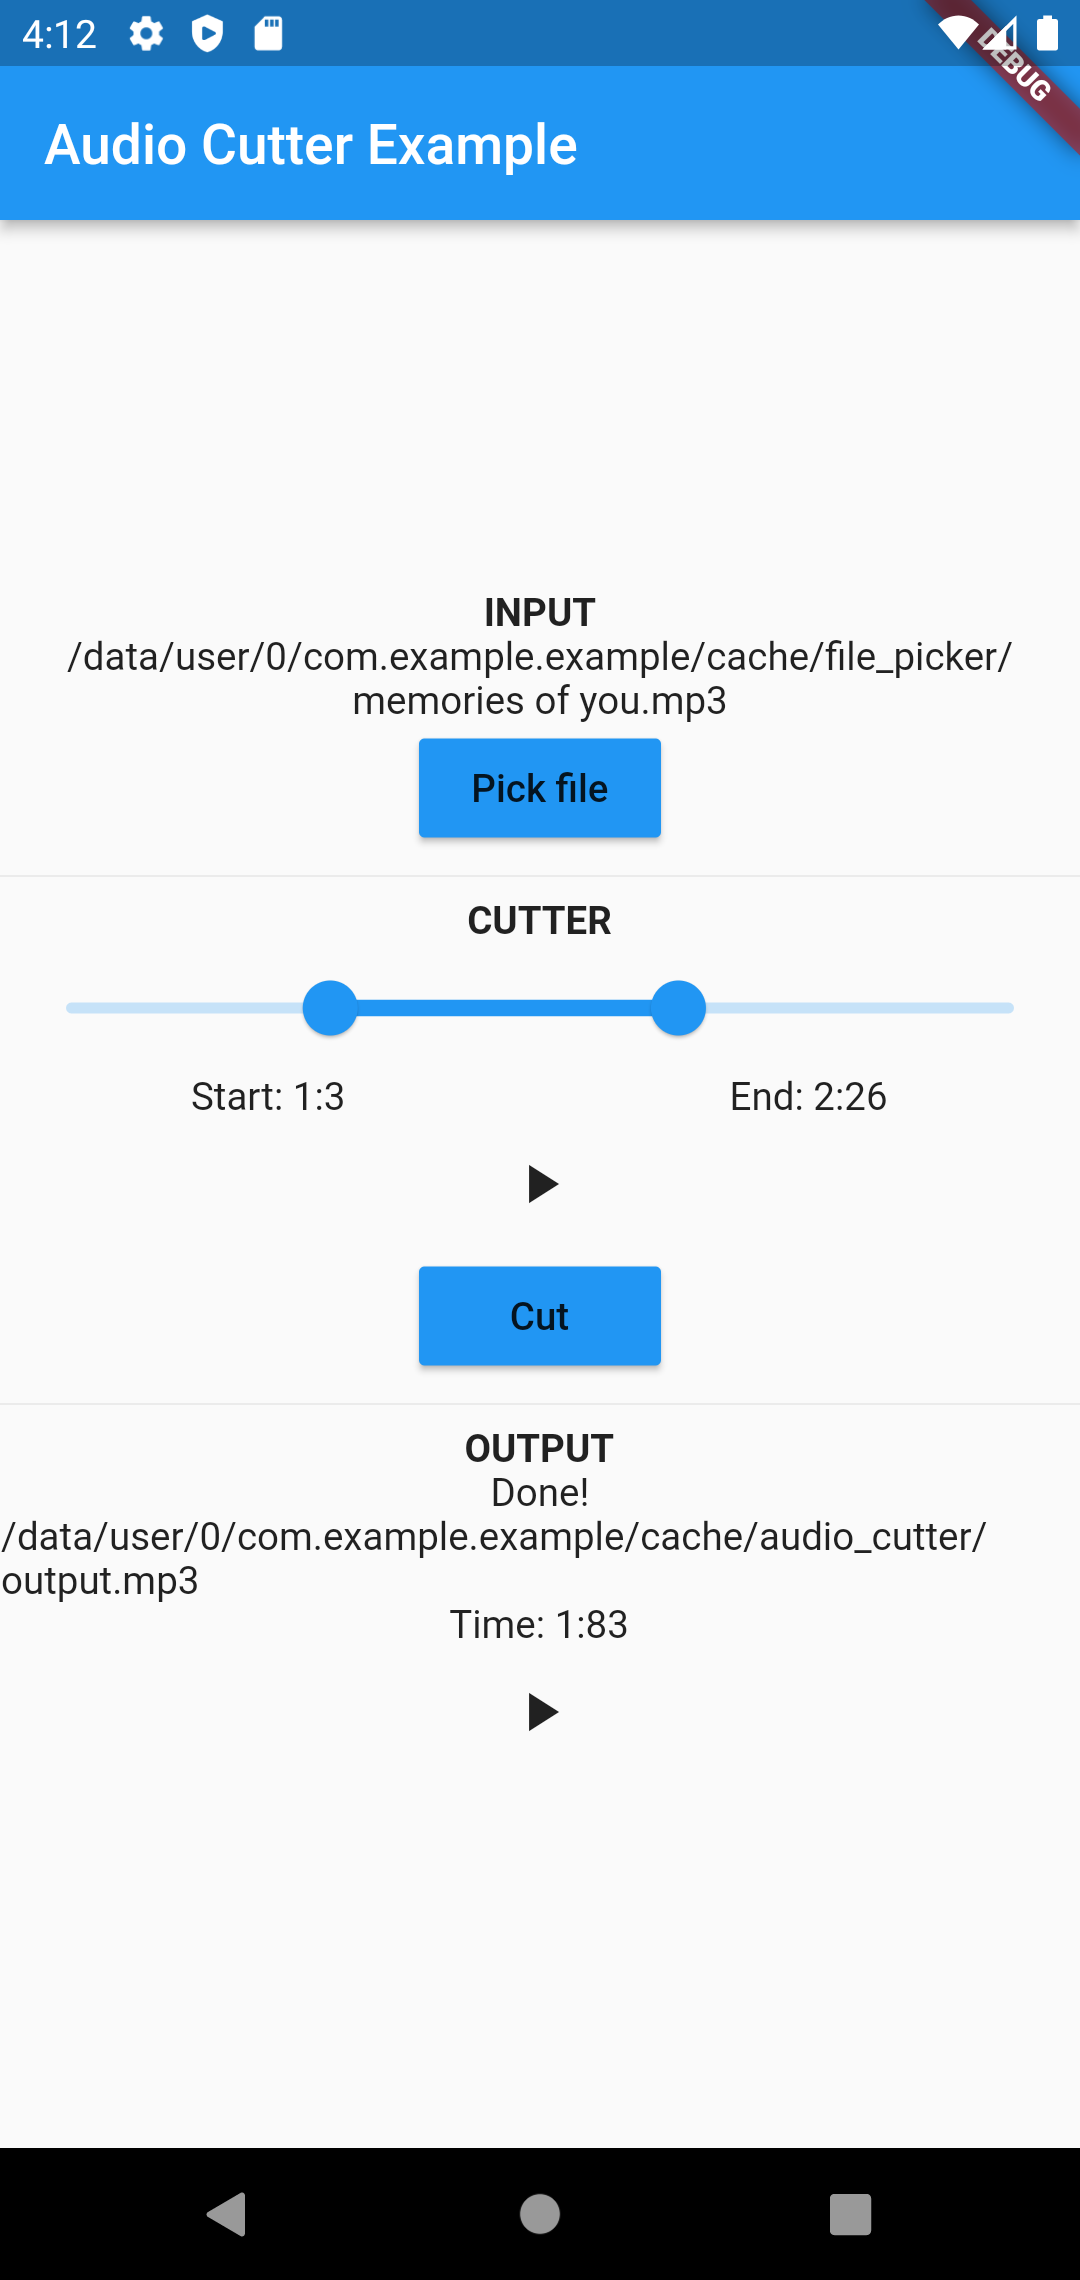 4:12
DEBUG
Audio Cutter Example
INPUT
/data/user/0/com.example.example/cache/file_picker/
memories of you.mp3
Pick file
CUTTER
Start: 1:3
End: 2:26
Cut
OUTPUT
Done!
/data/user/0/com.example.example/cache/audio_cutter/
output.mp3
Time: 1:83